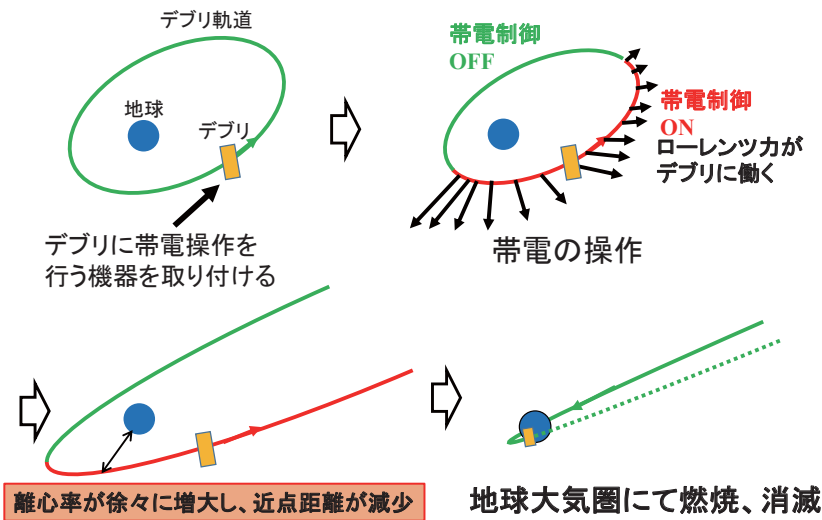 デブリ軌道
地球
デブリ
デブリに帯電操作を
行う機器を取り付ける
帯電制御
OFF
帯電制御
ON
ローレンツ力が
デブリに働く
帯電の操作
離心率が徐々に増大し、近点距離が減少
地球大気圏にて燃焼、消滅